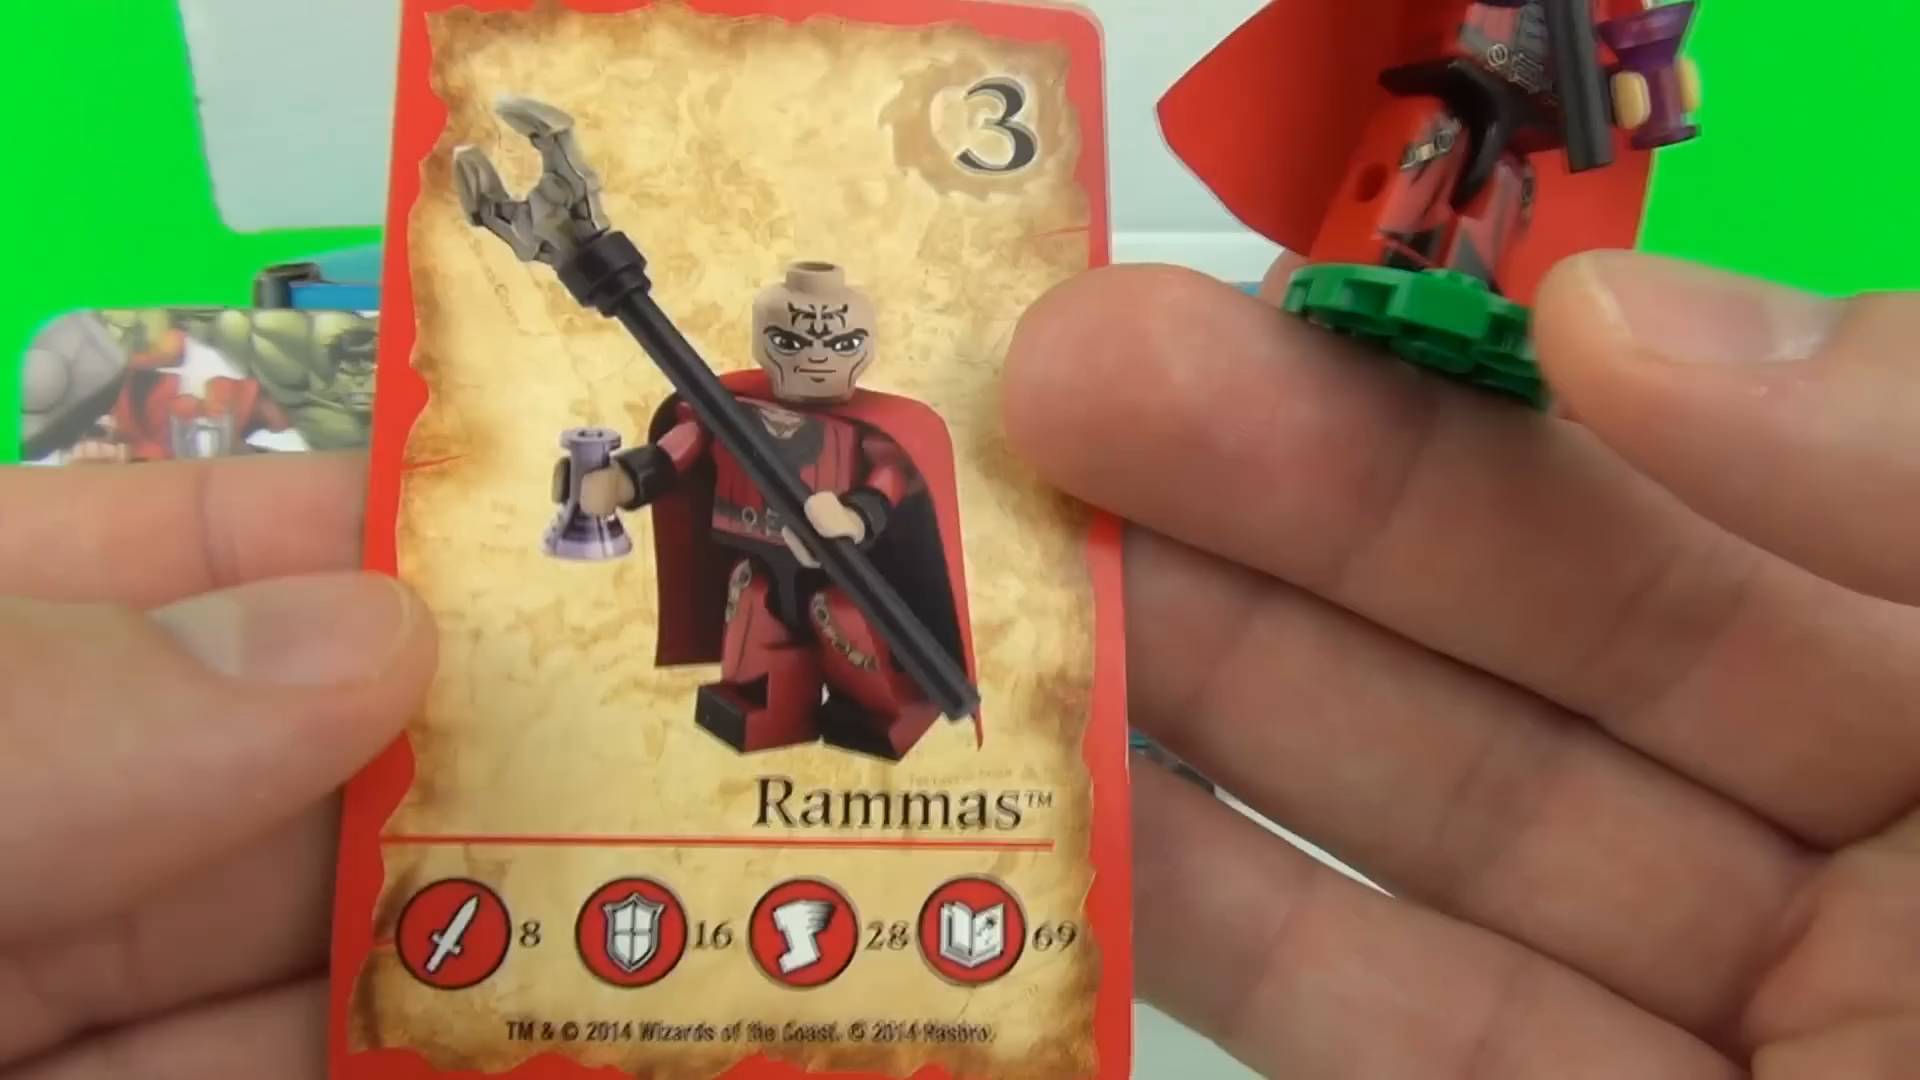 3
Rammas™
8 16 28 69
TM & © 2014 Wizards of the Coast. © 2014 Hasbro.